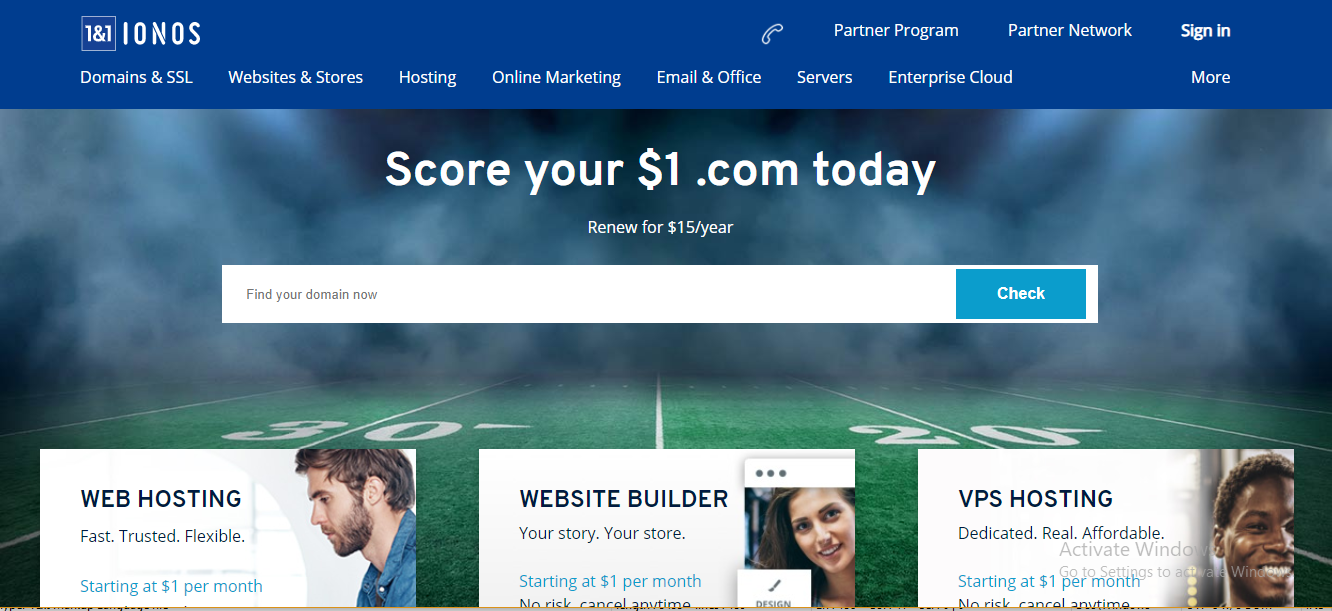 1&1 IONOS
Partner Program
Partner Network
Sign in
Domains & SSL
Websites & Stores
Hosting
Online Marketing
Email & Office
Servers
Enterprise Cloud
More
Score your $1 .com today
Renew for $15/year
Find your domain now
Check
30
20
WEB HOSTING
Fast. Trusted. Flexible.
Starting at $1 per month
WEBSITE BUILDER
Your story. Your store.
Starting at $1 per month
No risk, cancel anytime.
DESIGN
VPS HOSTING
Dedicated. Real. Affordable.
Starting at $1 per month
No risk, cancel anytime.
Activate Windows
Go to Settings to activate Windows.